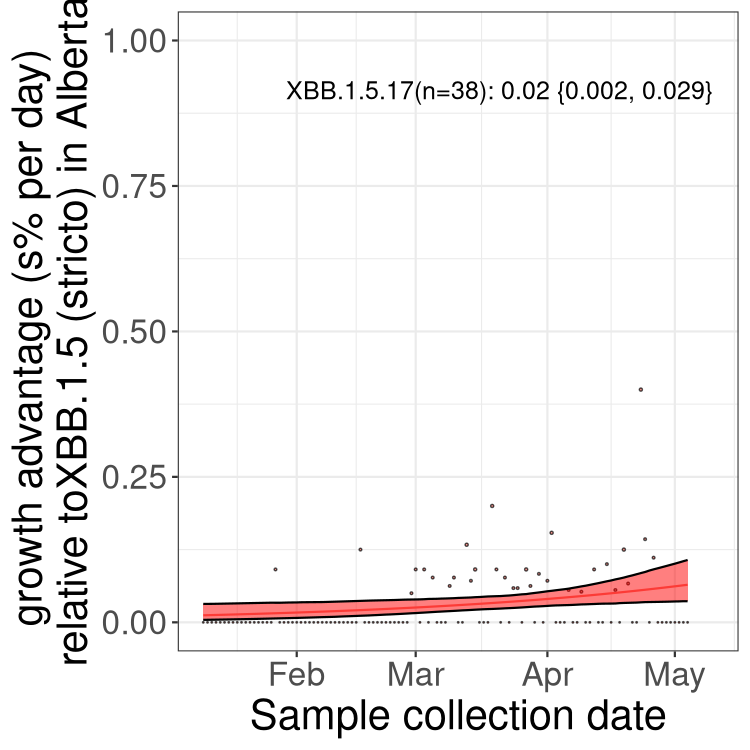 growth advantage (s% per day)
relative toXBB.1.5 (stricto) in Alberta
1.00
0.75
0.50
0.25
0.00
XBB.1.5.17(n=38): 0.02 {0.002, 0.029}
Feb Mar Apr May
Sample collection date